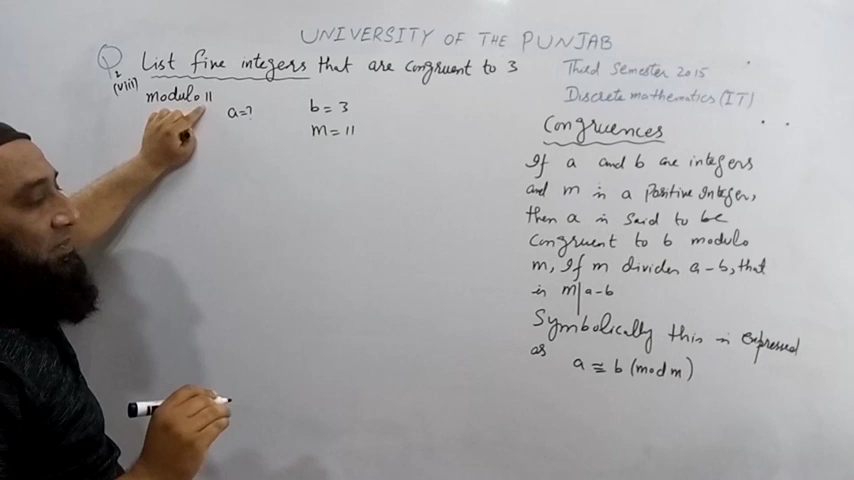 UNIVERSITY OF THE PUNJAB
Q2 List five integers that are congruent to 3
(viii) modulo 11
a=? b = 3
m = 11
Third Semester 2015
Discrete mathematics (IT)
Congruences
If a and b are integers
and m is a Positive Integer,
then a is Said to be
Congruent to b modulo
m, If m divides a-b, that
is m|a-b
Symbolically this is expressed
as a ≅ b (mod m)